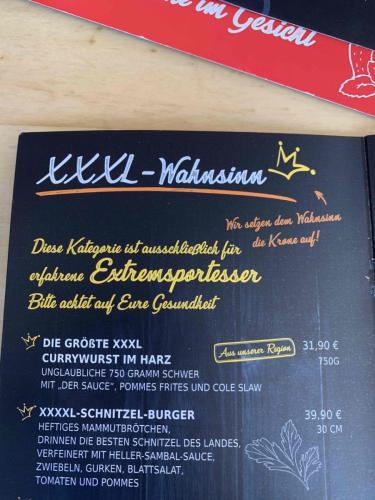 im Gesicht
XXXL-Wahnsinn
Wir setzen dem Wahnsinn
die Krone auf!
Diese Kategorie ist ausschließlich für
erfahrene Extremsportesser
Bitte achtet auf Eure Gesundheit
DIE GRÖßTE XXXL
CURRYWURST IM HARZ
Aus unserer Region
31,90 €
750G
UNGLAUBLICHE 750 GRAMM SCHWER
MIT „DER SAUCE“, POMMES FRITES UND COLE SLAW
XXXXL-SCHNITZEL-BURGER
39,90 €
30 CM
HEFTIGES MAMMUTBRÖTCHEN,
DRINNEN DIE BESTEN SCHNITZEL DES LANDES,
VERFEINERT MIT HELLER-SAMBAL-SAUCE,
ZWIEBELN, GURKEN, BLATTSALAT,
TOMATEN UND POMMES